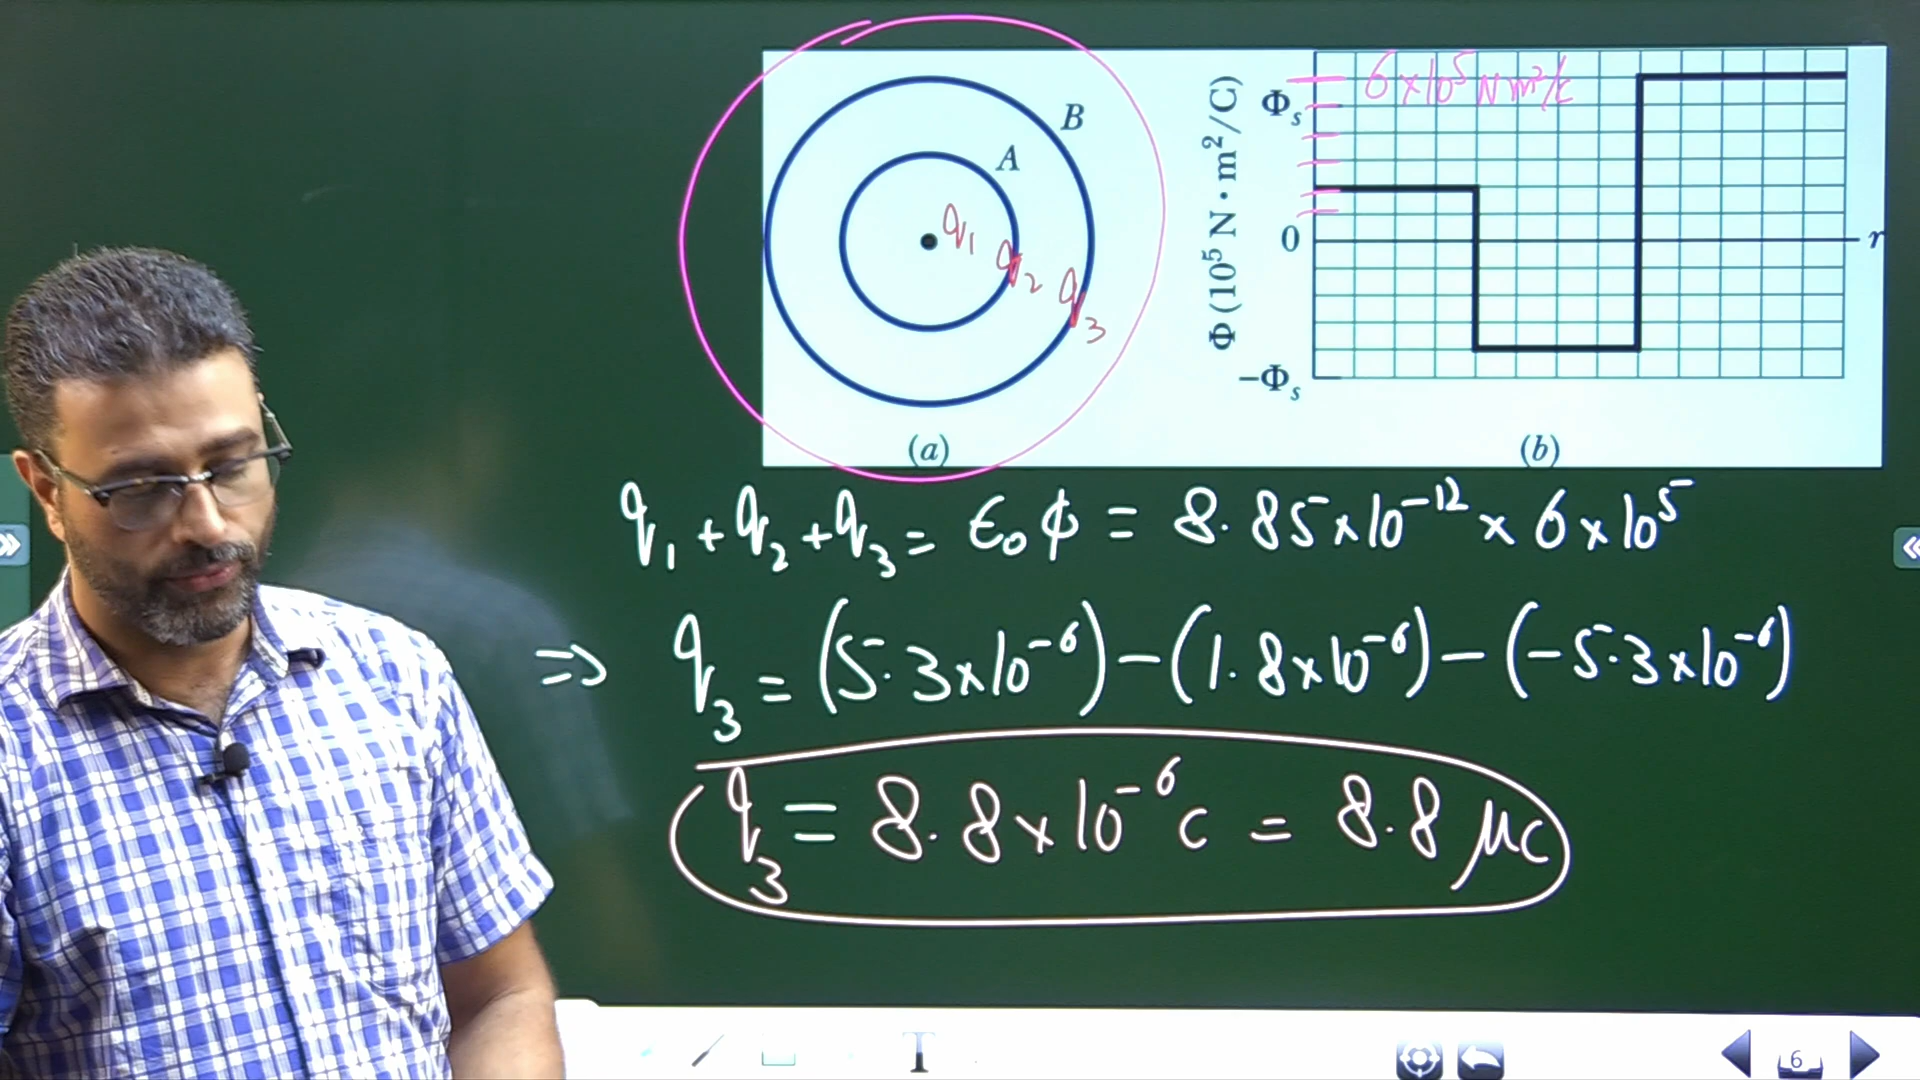 B
A
q₁
q₂
q₃
(a)
Φ (10⁵ N · m²/C)
Φₛ
0
−Φₛ
6×10⁵ N m²/c
r
(b)
q₁ + q₂ + q₃ = ε₀ ϕ = 8.85×10⁻¹² × 6×10⁵
⇒ q₃ = (5.3×10⁻⁶) − (1.8×10⁻⁶) − (−5.3×10⁻⁶)
q₃ = 8.8×10⁻⁶ c = 8.8 μc
T
6